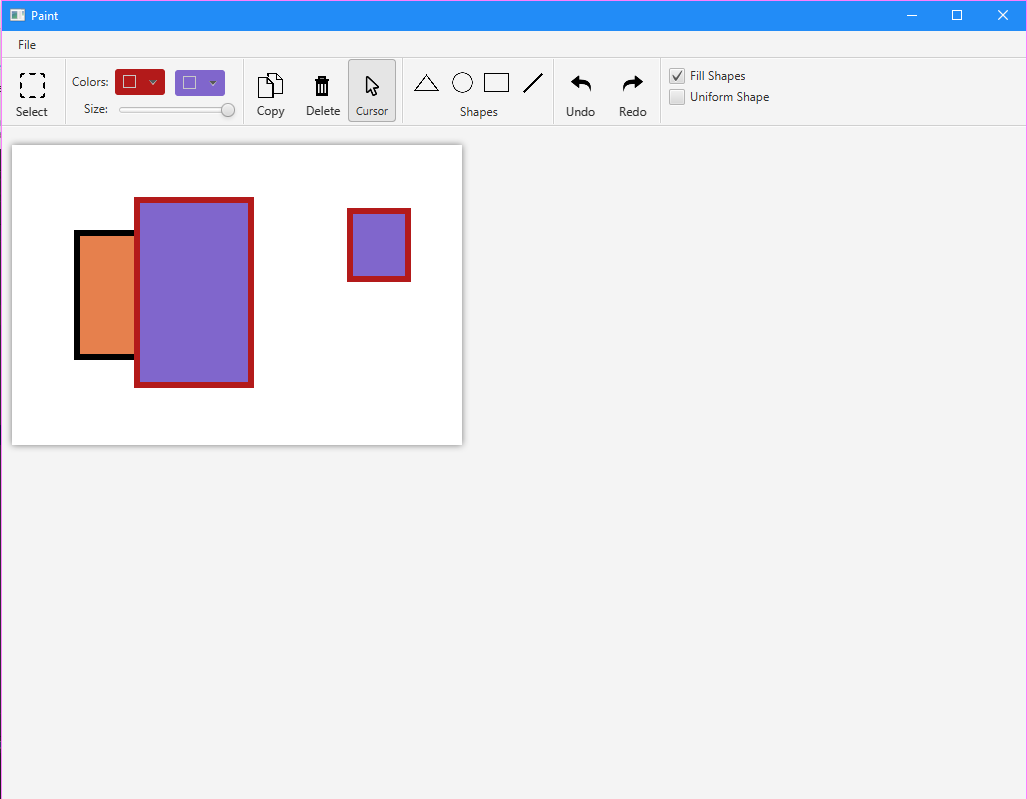 Paint
File
Select
Colors:
Size:
Copy
Delete
Cursor
Shapes
Undo
Redo
Fill Shapes
Uniform Shape